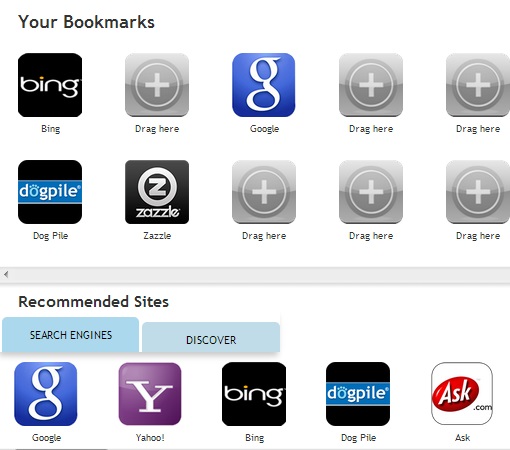 Your Bookmarks
bing
g
Bing
Drag here
Google
Drag here
Drag here
dogpile
Z
zazzle
Dog Pile
Zazzle
Drag here
Drag here
Drag here
Recommended Sites
SEARCH ENGINES
DISCOVER
g
Y
bing
dogpile
Ask
.com
Google
Yahoo!
Bing
Dog Pile
Ask